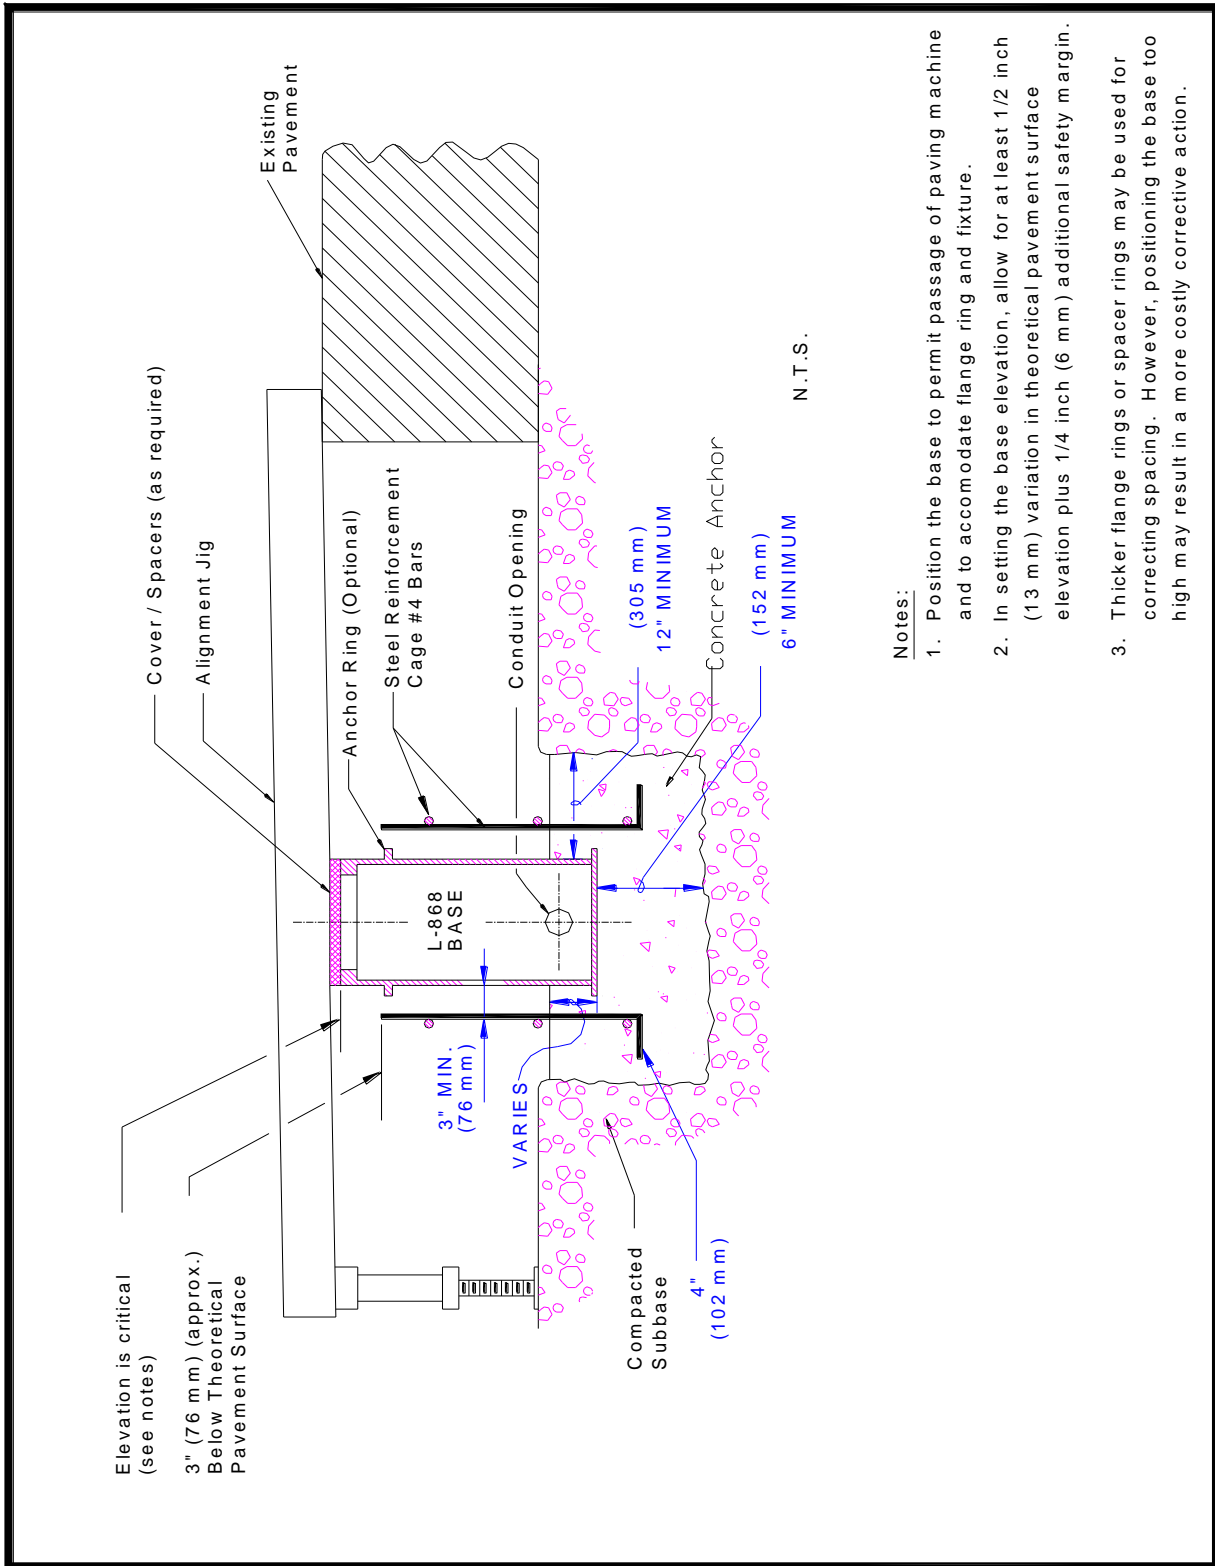 Elevation is critical
(see notes)
3" (76 mm) (approx.)
Below Theoretical
Pavement Surface
Cover / Spacers (as required)
Alignment Jig
Existing
Pavement
Anchor Ring (Optional)
Steel Reinforcement
Cage #4 Bars
Conduit Opening
L-868
BASE
3" MIN.
(76 mm)
VARIES
(305 mm)
12" MINIMUM
Concrete Anchor
(152 mm)
6" MINIMUM
Compacted
Subbase
4"
(102 mm)
N.T.S.
Notes:
1. Position the base to permit passage of paving machine
and to accomodate flange ring and fixture.
2. In setting the base elevation, allow for at least 1/2 inch
(13 mm) variation in theoretical pavement surface
elevation plus 1/4 inch (6 mm) additional safety margin.
3. Thicker flange rings or spacer rings may be used for
correcting spacing. However, positioning the base too
high may result in a more costly corrective action.